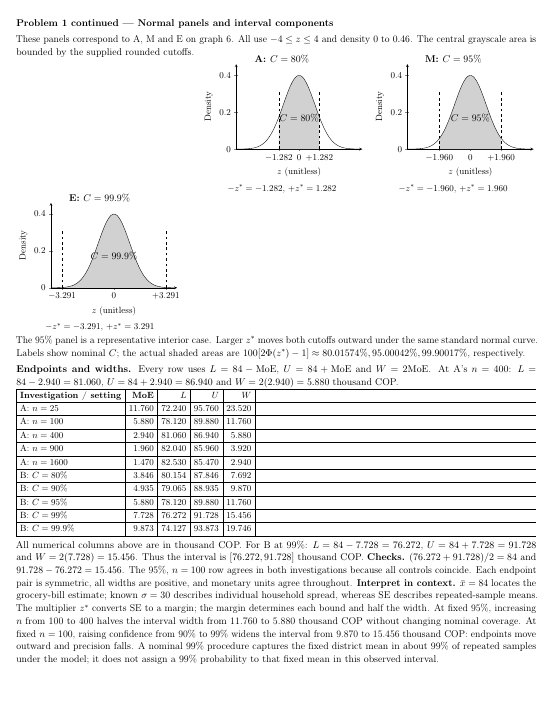 Problem 1 continued — Normal panels and interval components
These panels correspond to A, M and E on graph 6. All use −4 ≤ z ≤ 4 and density 0 to 0.46. The central grayscale area is
bounded by the supplied rounded cutoffs.
A: C = 80%
M: C = 95%
0.4
0.2
0
Density
C = 80%
−1.282 0 +1.282
z (unitless)
−z* = −1.282, +z* = 1.282
0.4
0.2
0
Density
C = 95%
−1.960 0 +1.960
z (unitless)
−z* = −1.960, +z* = 1.960
E: C = 99.9%
0.4
0.2
0
Density
C = 99.9%
−3.291 0 +3.291
z (unitless)
−z* = −3.291, +z* = 3.291
The 95% panel is a representative interior case. Larger z* moves both cutoffs outward under the same standard normal curve.
Labels show nominal C; the actual shaded areas are 100[2Φ(z*) − 1] ≈ 80.01574%, 95.00042%, 99.90017%, respectively.
Endpoints and widths. Every row uses L = 84 − MoE, U = 84 + MoE and W = 2MoE. At A's n = 400: L =
84 − 2.940 = 81.060, U = 84 + 2.940 = 86.940 and W = 2(2.940) = 5.880 thousand COP.
Investigation / setting MoE L U W
A: n = 25 11.760 72.240 95.760 23.520
A: n = 100 5.880 78.120 89.880 11.760
A: n = 400 2.940 81.060 86.940 5.880
A: n = 900 1.960 82.040 85.960 3.920
A: n = 1600 1.470 82.530 85.470 2.940
B: C = 80% 3.846 80.154 87.846 7.692
B: C = 90% 4.935 79.065 88.935 9.870
B: C = 95% 5.880 78.120 89.880 11.760
B: C = 99% 7.728 76.272 91.728 15.456
B: C = 99.9% 9.873 74.127 93.873 19.746
All numerical columns above are in thousand COP. For B at 99%: L = 84 − 7.728 = 76.272, U = 84 + 7.728 = 91.728
and W = 2(7.728) = 15.456. Thus the interval is [76.272, 91.728] thousand COP. Checks. (76.272 + 91.728)/2 = 84 and
91.728 − 76.272 = 15.456. The 95%, n = 100 row agrees in both investigations because all controls coincide. Each endpoint
pair is symmetric, all widths are positive, and monetary units agree throughout. Interpret in context. x̄ = 84 locates the
grocery-bill estimate; known σ = 30 describes individual household spread, whereas SE describes repeated-sample means.
The multiplier z* converts SE to a margin; the margin determines each bound and half the width. At fixed 95%, increasing
n from 100 to 400 halves the interval width from 11.760 to 5.880 thousand COP without changing nominal coverage. At
fixed n = 100, raising confidence from 90% to 99% widens the interval from 9.870 to 15.456 thousand COP: endpoints move
outward and precision falls. A nominal 99% procedure captures the fixed district mean in about 99% of repeated samples
under the model; it does not assign a 99% probability to that fixed mean in this observed interval.